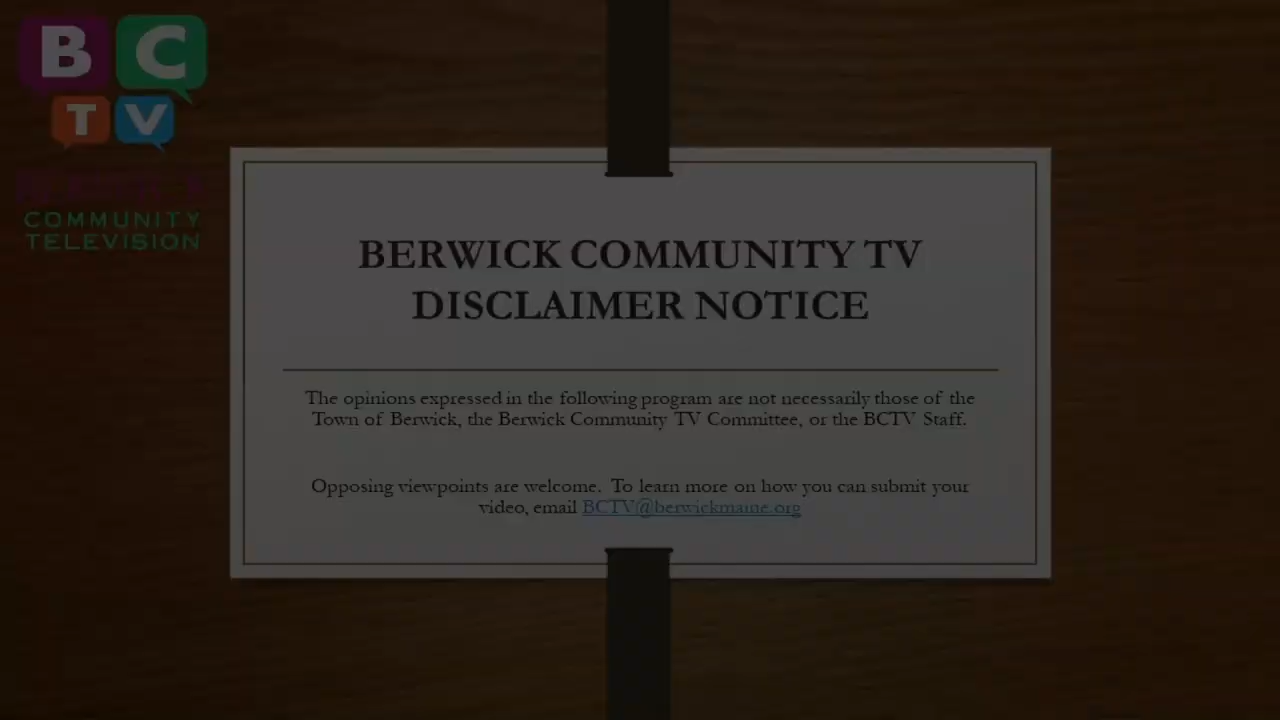 B C
T V
COMMUNITY
TELEVISION
BERWICK COMMUNITY TV
DISCLAIMER NOTICE
The opinions expressed in the following program are not necessarily those of the
Town of Berwick, the Berwick Community TV Committee, or the BCTV Staff.
Opposing viewpoints are welcome.  To learn more on how you can submit your
video, email BCTV@berwickmaine.org